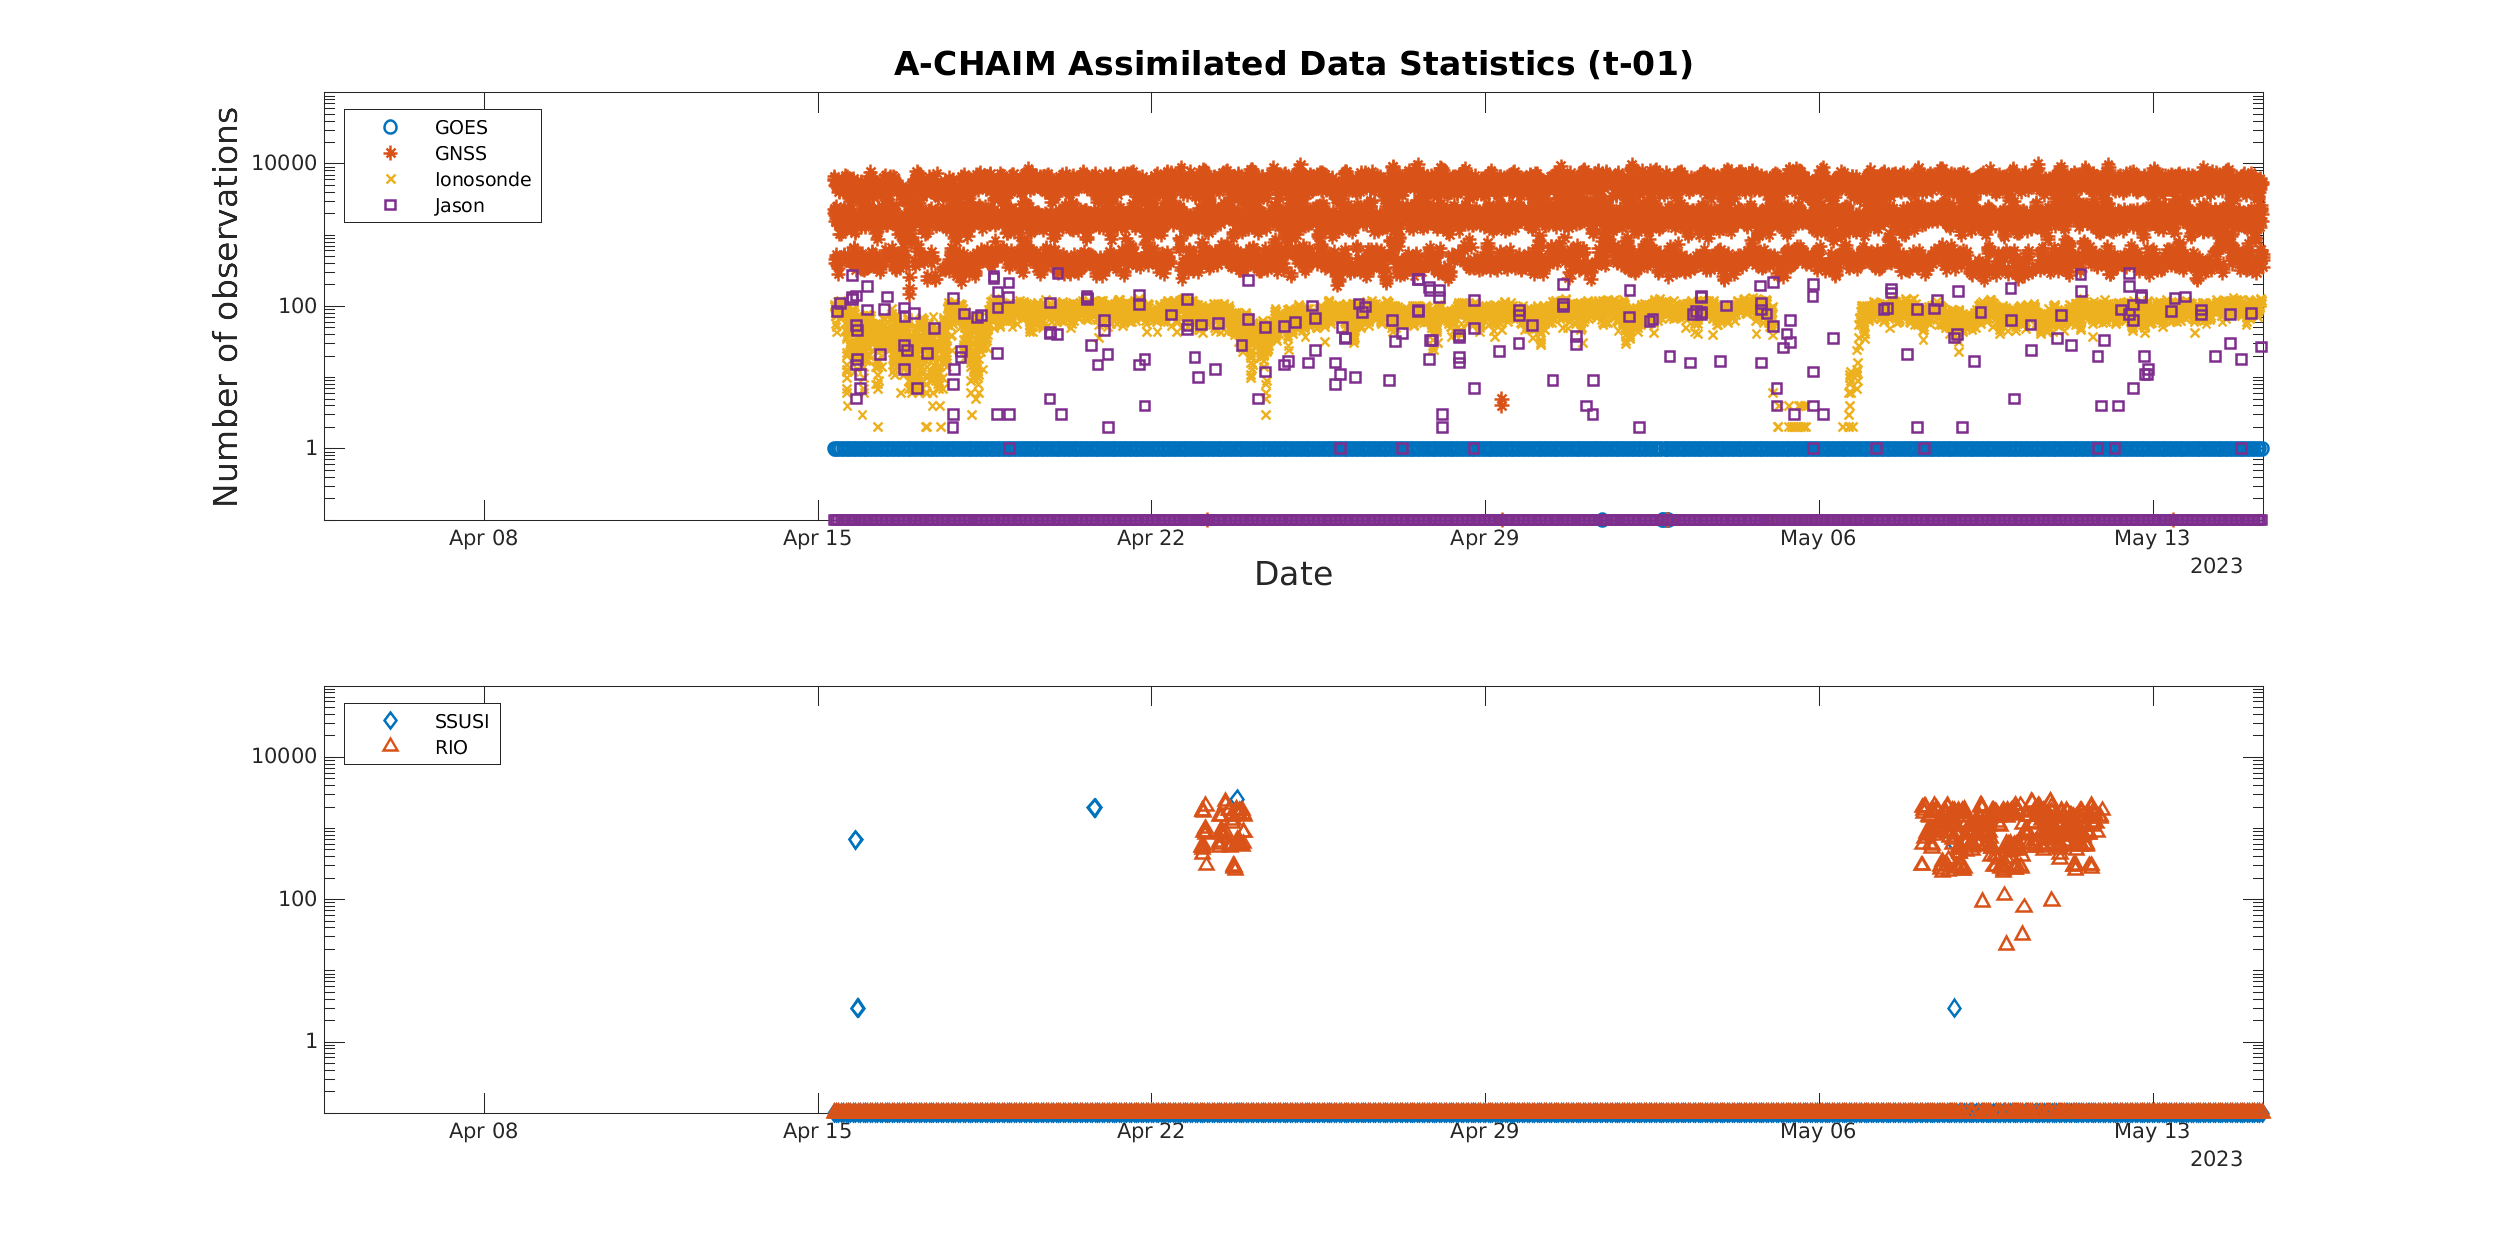 A-CHAIM Assimilated Data Statistics (t-01)
Number of observations
10000
100
1
GOES
GNSS
Ionosonde
Jason
Apr 08
Apr 15
Apr 22
Apr 29
May 06
May 13
2023
Date
10000
100
1
SSUSI
RIO
Apr 08
Apr 15
Apr 22
Apr 29
May 06
May 13
2023